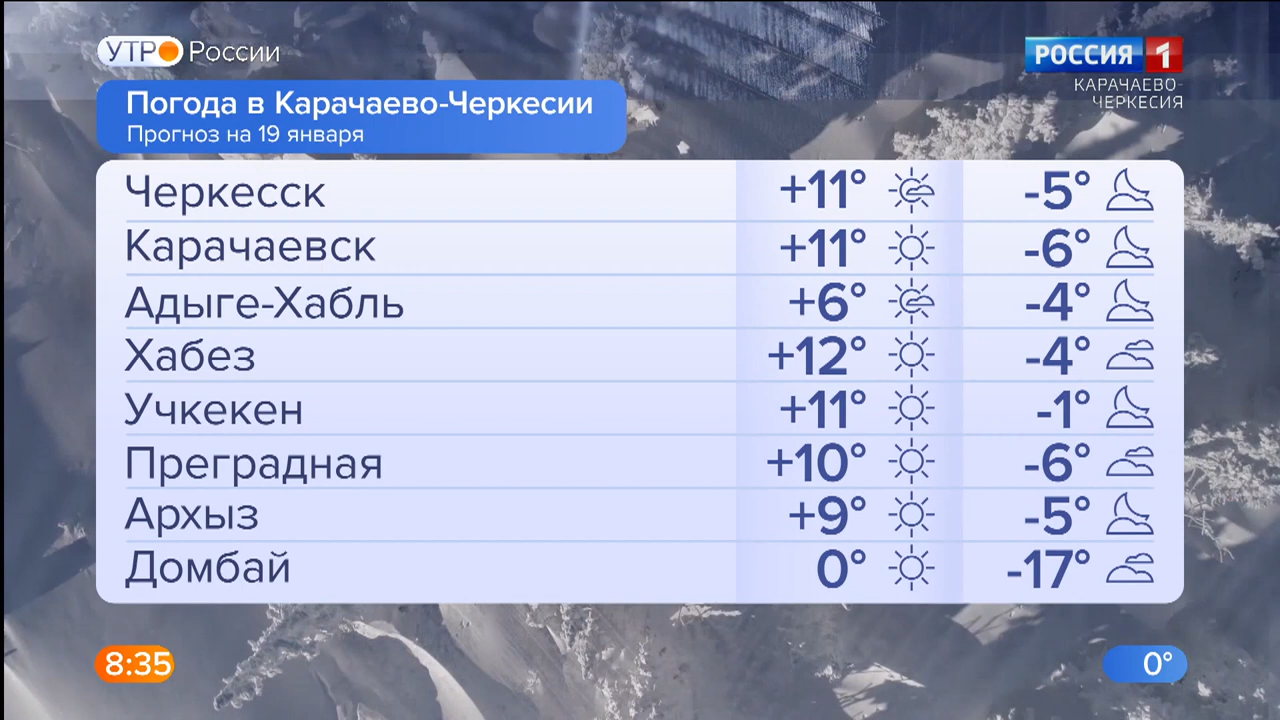 УТРО России
РОССИЯ 1
КАРАЧАЕВО-
ЧЕРКЕСИЯ
Погода в Карачаево-Черкесии
Прогноз на 19 января
Черкесск +11° -5°
Карачаевск +11° -6°
Адыге-Хабль +6° -4°
Хабез +12° -4°
Учкекен +11° -1°
Преградная +10° -6°
Архыз +9° -5°
Домбай 0° -17°
8:35 0°